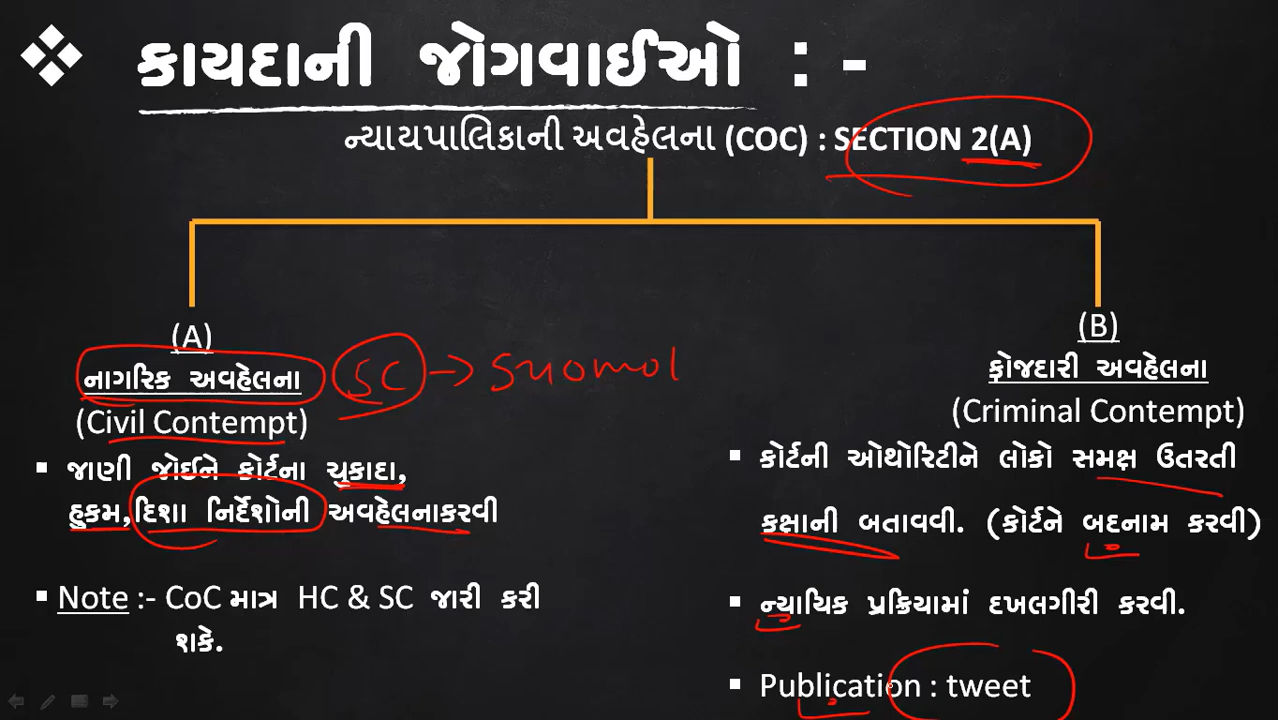 ❖ કાયદાની જોગવાઈઓ : -
ન્યાયપાલિકાની અવહેલના (COC) : SECTION 2(A)
(A)
નાગરિક અવહેલના
(Civil Contempt)
SC → Suomot
▪ જાણી જોઈને કોર્ટના ચુકાદા,
હુકમ,દિશા નિર્દેશોની અવહેલનાકરવી
▪ Note :- CoC માત્ર HC & SC જારી કરી
શકે.
(B)
ફોજદારી અવહેલના
(Criminal Contempt)
▪ કોર્ટની ઓથોરિટીને લોકો સમક્ષ ઉતરતી
કક્ષાની બતાવવી. (કોર્ટને બદનામ કરવી)
▪ ન્યાયિક પ્રક્રિયામાં દખલગીરી કરવી.
▪ Publication : tweet